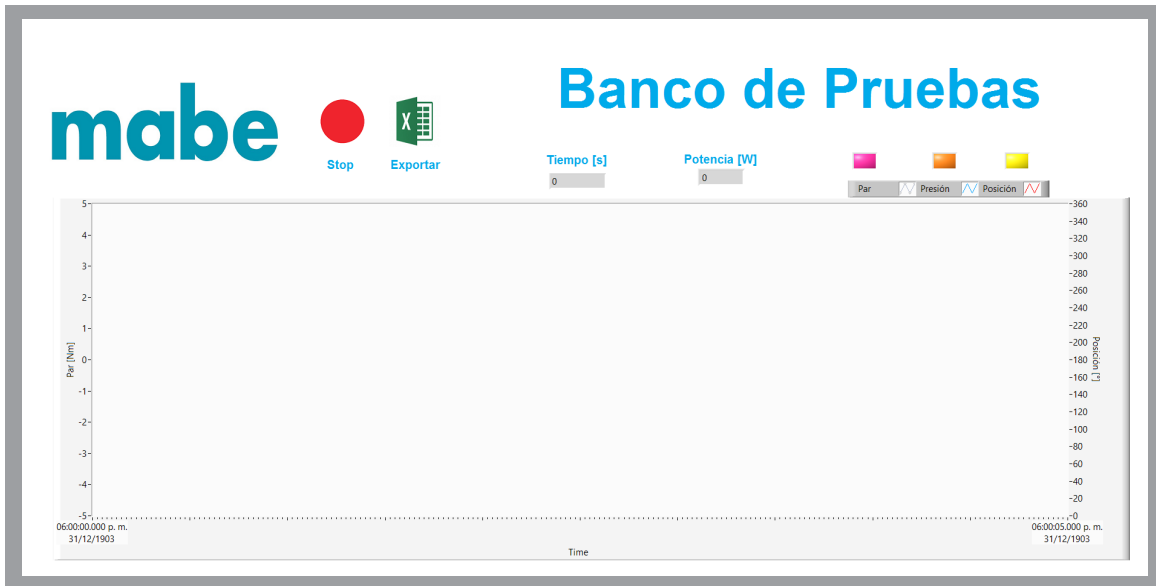 mabe
Banco de Pruebas
Stop
Exportar
X
Tiempo [s]
0
Potencia [W]
0
Par
Presión
Posición
5
4
3
2
1
0
-1
-2
-3
-4
-5
Par [Nm]
360
340
320
300
280
260
240
220
200
180
160
140
120
100
80
60
40
20
0
Posición [°]
06:00:00.000 p. m.
31/12/1903
06:00:05.000 p. m.
31/12/1903
Time